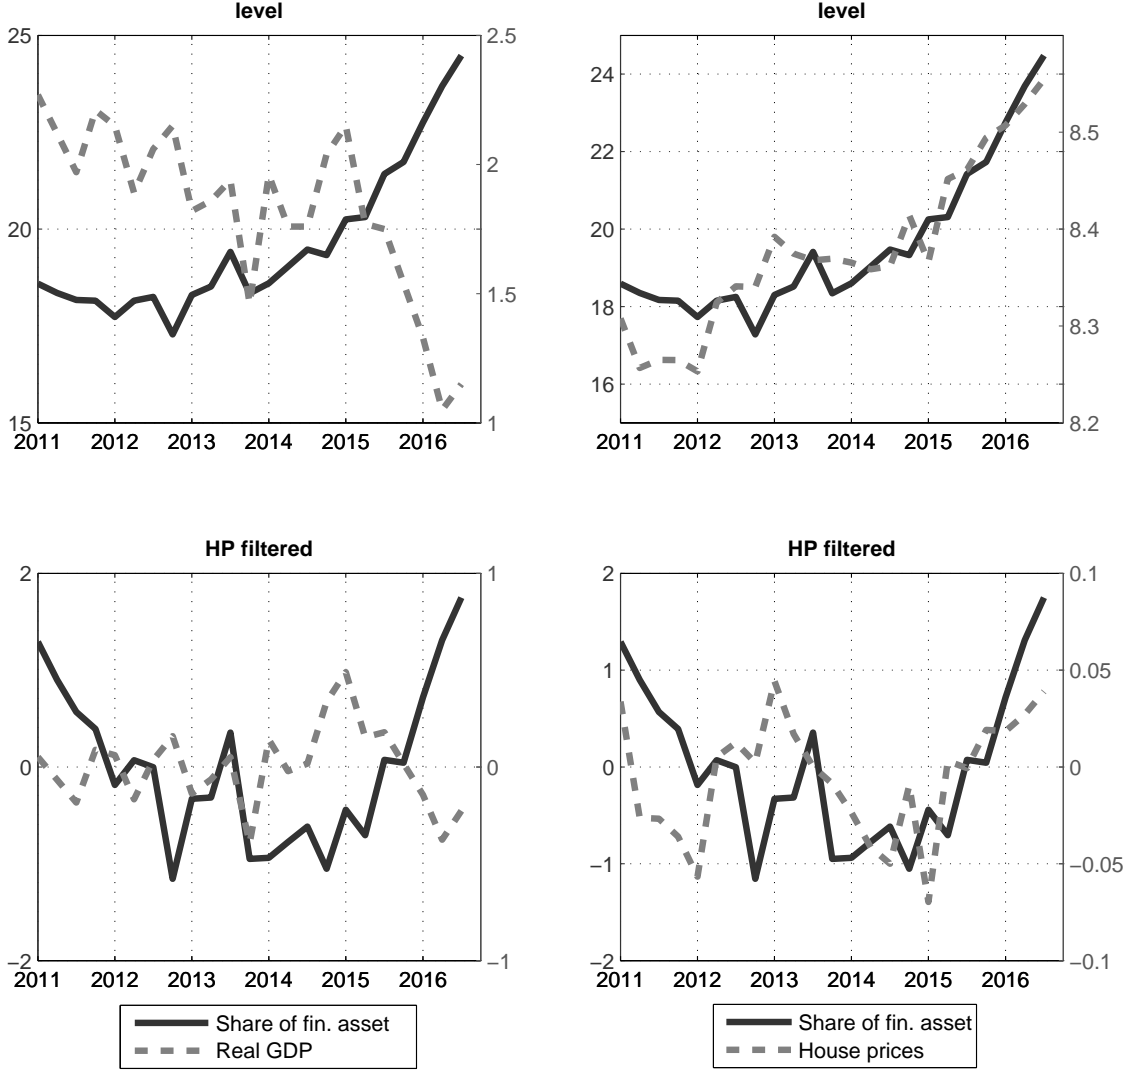 level
25
20
15
2.5
2
1.5
1
2011 2012 2013 2014 2015 2016
level
24
22
20
18
16
8.5
8.4
8.3
8.2
2011 2012 2013 2014 2015 2016
HP filtered
2
0
−2
1
0
−1
2011 2012 2013 2014 2015 2016
Share of fin. asset
Real GDP
HP filtered
2
1
0
−1
−2
0.1
0.05
0
−0.05
−0.1
2011 2012 2013 2014 2015 2016
Share of fin. asset
House prices